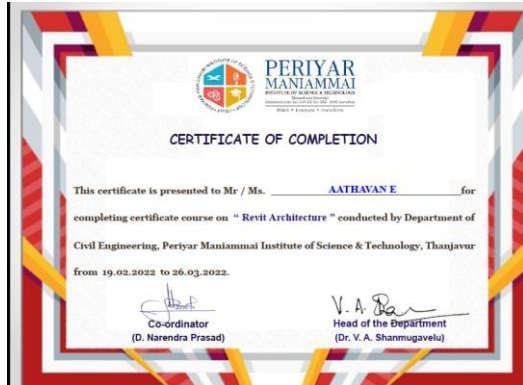 PERIYAR
MANIAMMAI
INSTITUTE OF SCIENCE & TECHNOLOGY
CERTIFICATE OF COMPLETION
This certificate is presented to Mr / Ms. AATHAVAN E for
completing certificate course on “ Revit Architecture ” conducted by Department of
Civil Engineering, Periyar Maniammai Institute of Science & Technology, Thanjavur
from 19.02.2022 to 26.03.2022.
V. A. 
Co-ordinator
(D. Narendra Prasad)
Head of the Department
(Dr. V. A. Shanmugavelu)